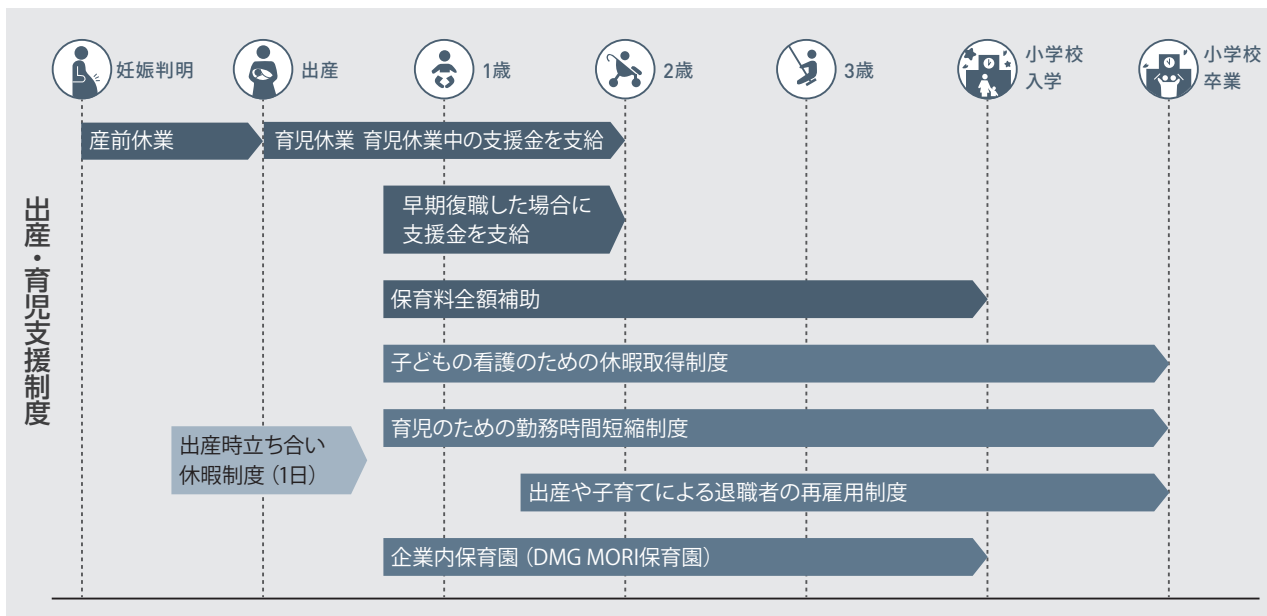 妊娠判明
出産
1歳
2歳
3歳
小学校
入学
小学校
卒業
出産・育児支援制度
産前休業
育児休業 育児休業中の支援金を支給
早期復職した場合に
支援金を支給
保育料全額補助
子どもの看護のための休暇取得制度
育児のための勤務時間短縮制度
出産時立ち合い
休暇制度（1日）
出産や子育てによる退職者の再雇用制度
企業内保育園（DMG MORI保育園）